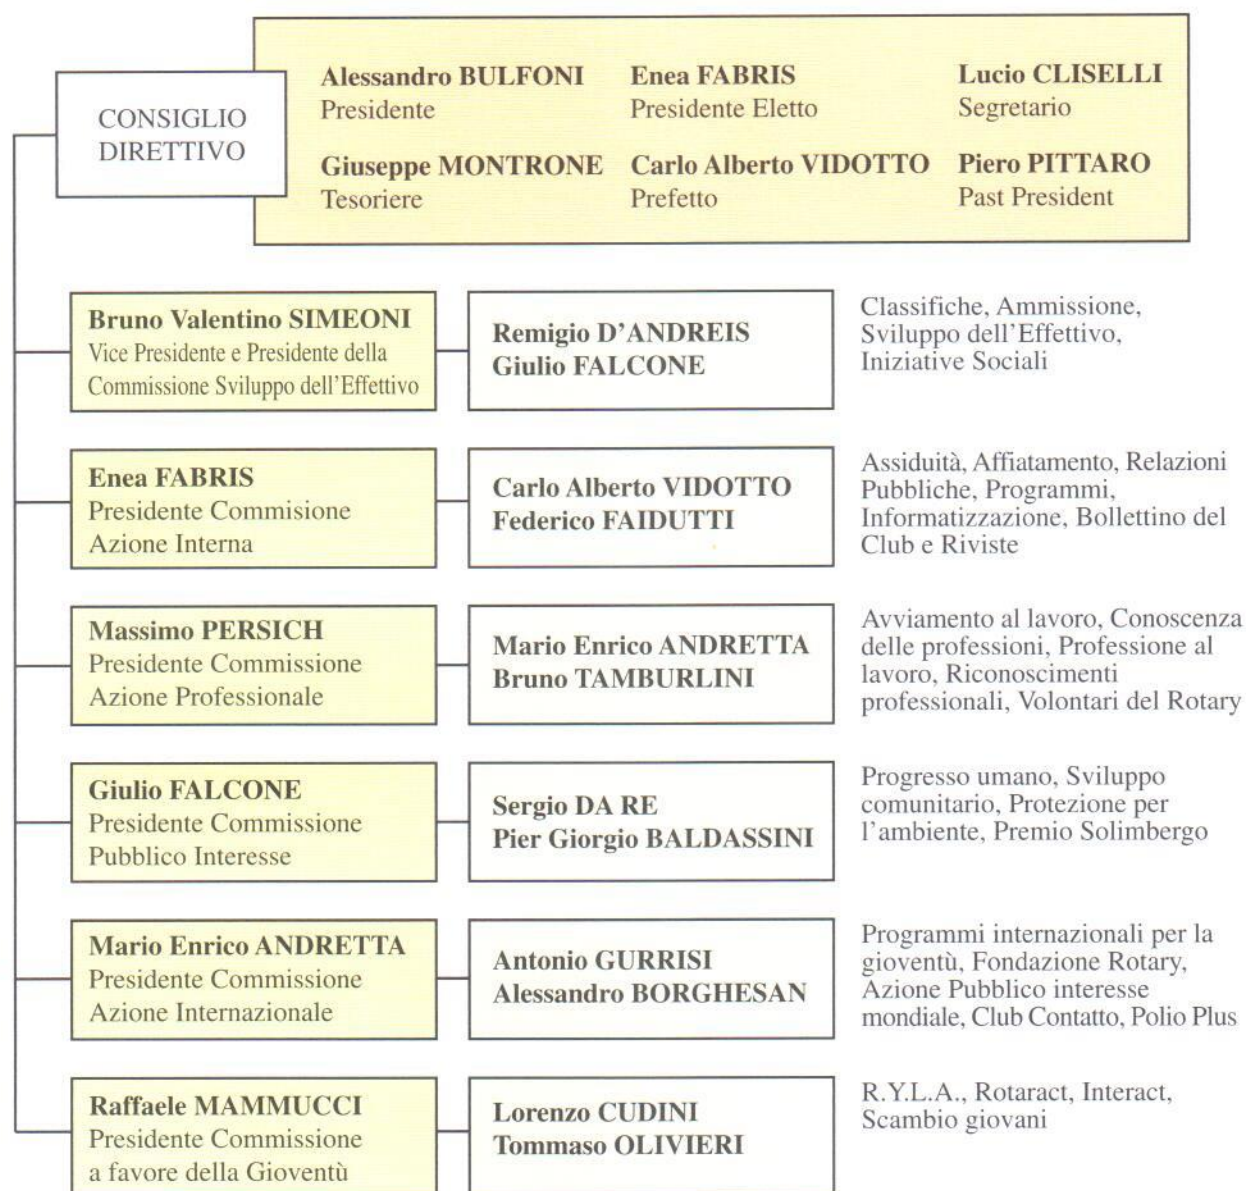 CONSIGLIO
DIRETTIVO
Alessandro BULFONI
Presidente
Enea FABRIS
Presidente Eletto
Lucio CLISELLI
Segretario
Giuseppe MONTRONE
Tesoriere
Carlo Alberto VIDOTTO
Prefetto
Piero PITTARO
Past President
Bruno Valentino SIMEONI
Vice Presidente e Presidente della
Commissione Sviluppo dell'Effettivo
Remigio D'ANDREIS
Giulio FALCONE
Classifiche, Ammissione,
Sviluppo dell'Effettivo,
Iniziative Sociali
Enea FABRIS
Presidente Commisione
Azione Interna
Carlo Alberto VIDOTTO
Federico FAIDUTTI
Assiduità, Affiatamento, Relazioni
Pubbliche, Programmi,
Informatizzazione, Bollettino del
Club e Riviste
Massimo PERSICH
Presidente Commissione
Azione Professionale
Mario Enrico ANDRETTA
Bruno TAMBURLINI
Avviamento al lavoro, Conoscenza
delle professioni, Professione al
lavoro, Riconoscimenti
professionali, Volontari del Rotary
Giulio FALCONE
Presidente Commissione
Pubblico Interesse
Sergio DA RE
Pier Giorgio BALDASSINI
Progresso umano, Sviluppo
comunitario, Protezione per
l'ambiente, Premio Solimbergo
Mario Enrico ANDRETTA
Presidente Commissione
Azione Internazionale
Antonio GURRISI
Alessandro BORGHESAN
Programmi internazionali per la
gioventù, Fondazione Rotary,
Azione Pubblico interesse
mondiale, Club Contatto, Polio Plus
Raffaele MAMMUCCI
Presidente Commissione
a favore della Gioventù
Lorenzo CUDINI
Tommaso OLIVIERI
R.Y.L.A., Rotaract, Interact,
Scambio giovani